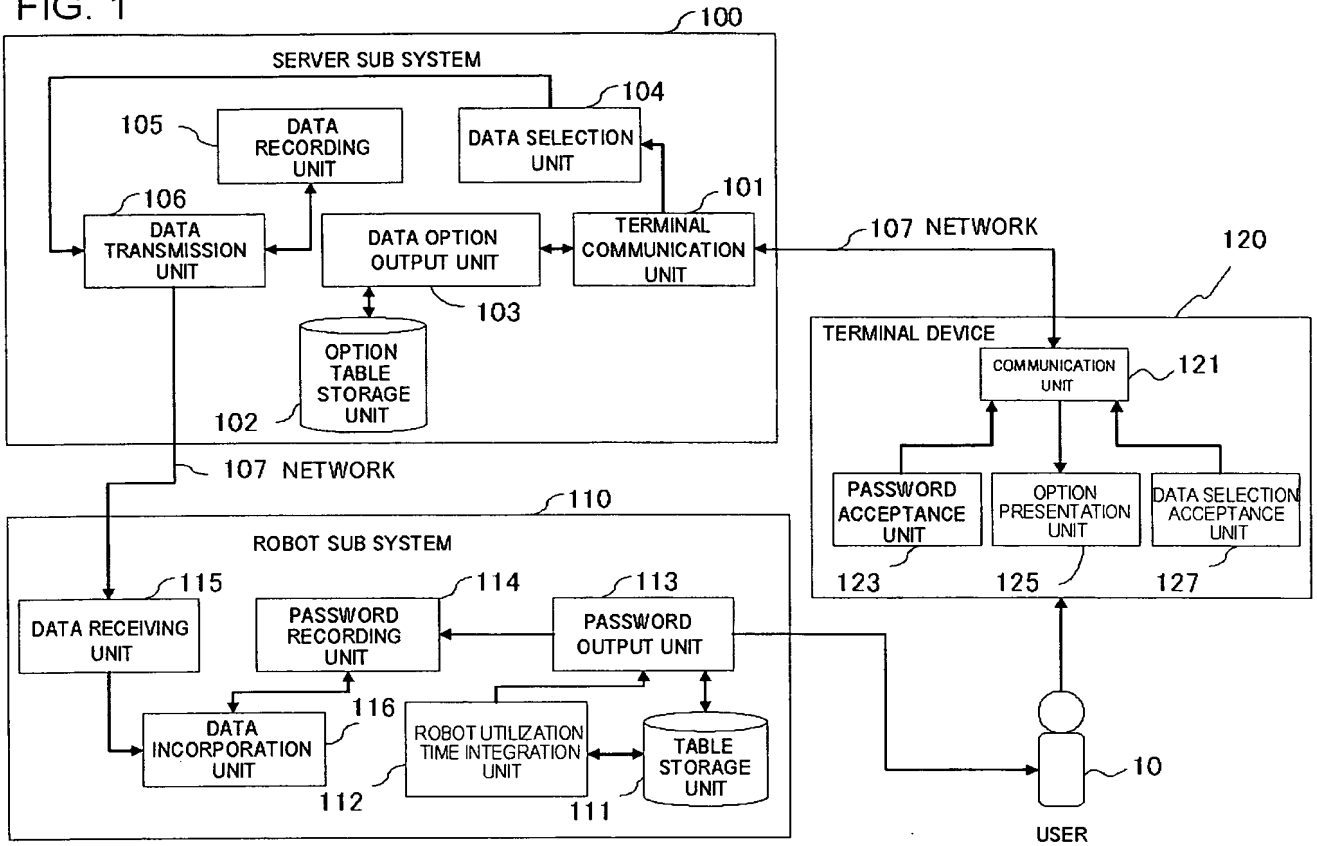 FIG. 1
100
SERVER SUB SYSTEM
104
105
DATA
RECORDING
UNIT
DATA SELECTION
UNIT
106
101
DATA
TRANSMISSION
UNIT
DATA OPTION
OUTPUT UNIT
TERMINAL
COMMUNICATION
UNIT
107 NETWORK
103
120
OPTION
TABLE
STORAGE
UNIT
102
TERMINAL DEVICE
COMMUNICATION
UNIT
121
107 NETWORK
PASSWORD
ACCEPTANCE
UNIT
OPTION
PRESENTATION
UNIT
DATA SELECTION
ACCEPTANCE
UNIT
123
125
127
110
ROBOT SUB SYSTEM
115
114
113
DATA RECEIVING
UNIT
PASSWORD
RECORDING
UNIT
PASSWORD
OUTPUT UNIT
116
DATA
INCORPORATION
UNIT
ROBOT UTILIZATION
TIME INTEGRATION
UNIT
TABLE
STORAGE
UNIT
112
111
10
USER